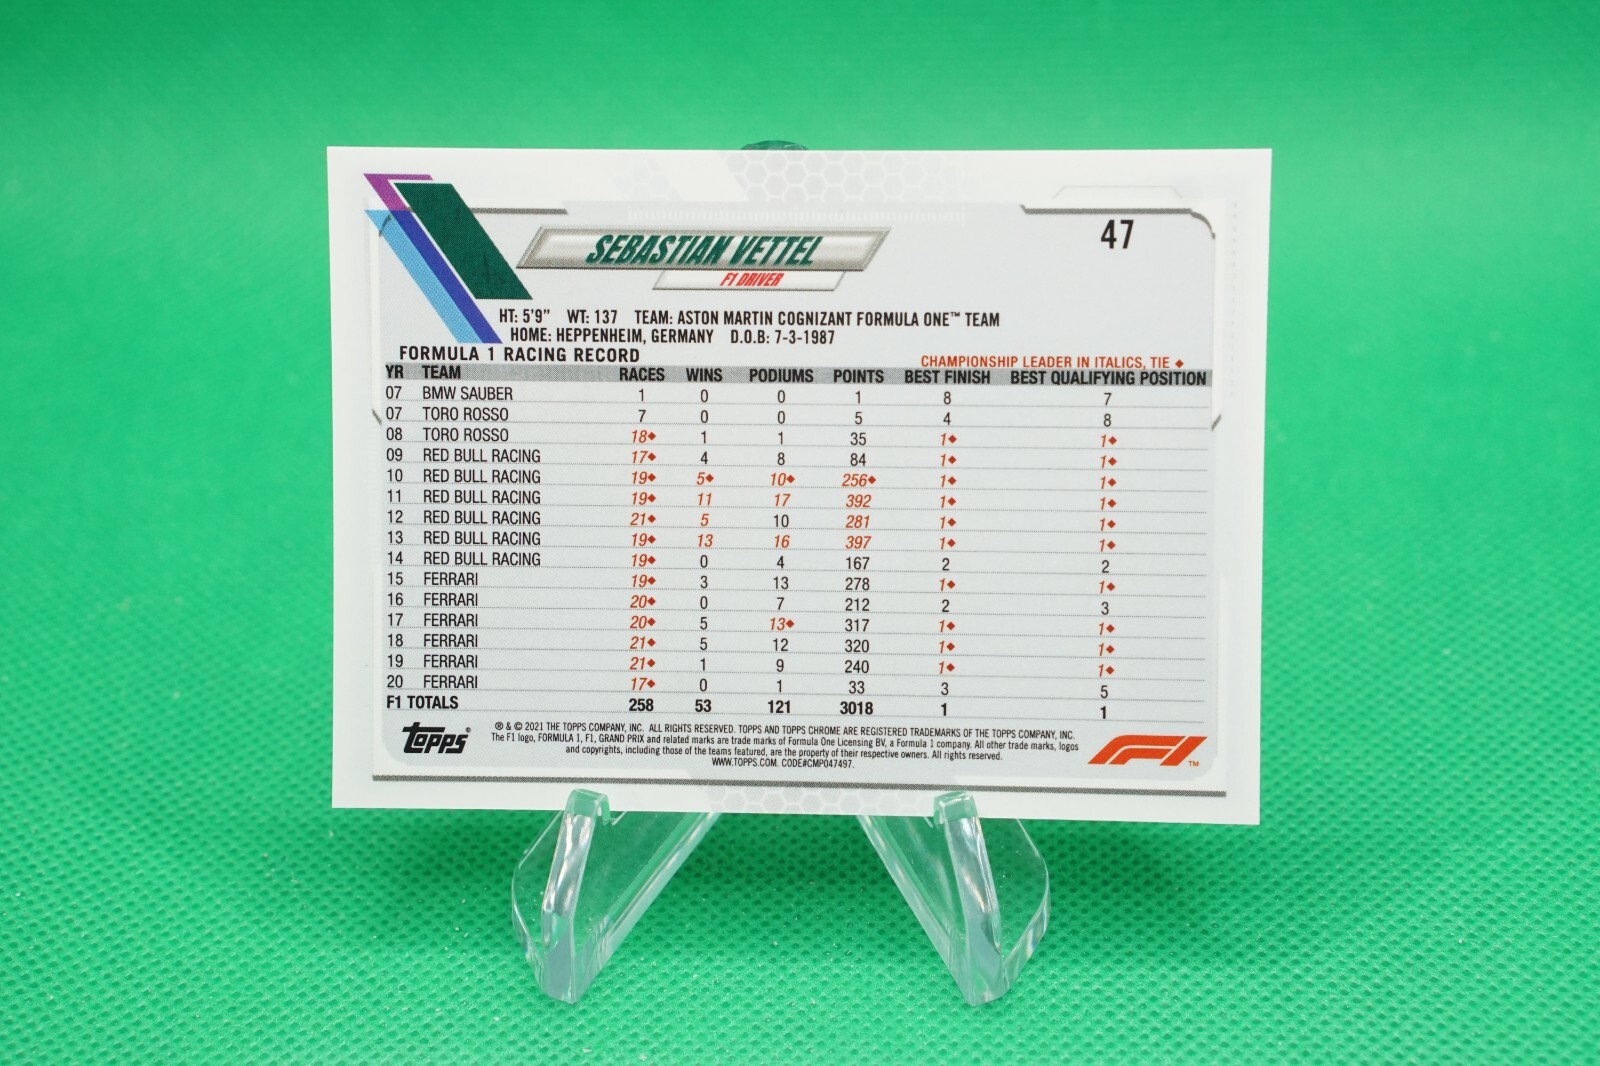 47
SEBASTIAN VETTEL
F1 DRIVER
HT: 5'9" WT: 137 TEAM: ASTON MARTIN COGNIZANT FORMULA ONE™ TEAM
HOME: HEPPENHEIM, GERMANY D.O.B: 7-3-1987
FORMULA 1 RACING RECORD CHAMPIONSHIP LEADER IN ITALICS, TIE ◆
YR TEAM RACES WINS PODIUMS POINTS BEST FINISH BEST QUALIFYING POSITION
07 BMW SAUBER 1 0 0 1 8 7
07 TORO ROSSO 7 0 0 5 4 8
08 TORO ROSSO 18◆ 1 1 35 1◆ 1◆
09 RED BULL RACING 17◆ 4 8 84 1◆ 1◆
10 RED BULL RACING 19◆ 5◆ 10◆ 256◆ 1◆ 1◆
11 RED BULL RACING 19◆ 11 17 392 1◆ 1◆
12 RED BULL RACING 21◆ 5 10 281 1◆ 1◆
13 RED BULL RACING 19◆ 13 16 397 1◆ 1◆
14 RED BULL RACING 19◆ 0 4 167 2 2
15 FERRARI 19◆ 3 13 278 1◆ 1◆
16 FERRARI 20◆ 0 7 212 2 3
17 FERRARI 20◆ 5 13◆ 317 1◆ 1◆
18 FERRARI 21◆ 5 12 320 1◆ 1◆
19 FERRARI 21◆ 1 9 240 1◆ 1◆
20 FERRARI 17◆ 0 1 33 3 5
F1 TOTALS 258 53 121 3018 1 1
Topps®
® & © 2021 THE TOPPS COMPANY, INC. ALL RIGHTS RESERVED. TOPPS AND TOPPS CHROME ARE REGISTERED TRADEMARKS OF THE TOPPS COMPANY, INC.
The F1 logo, FORMULA 1, F1, GRAND PRIX and related marks are trade marks of Formula One Licensing BV, a Formula 1 company. All other trade marks, logos
and copyrights, including those of the teams featured, are the property of their respective owners. All rights reserved.
WWW.TOPPS.COM. CODE#CMP047497.
F1™